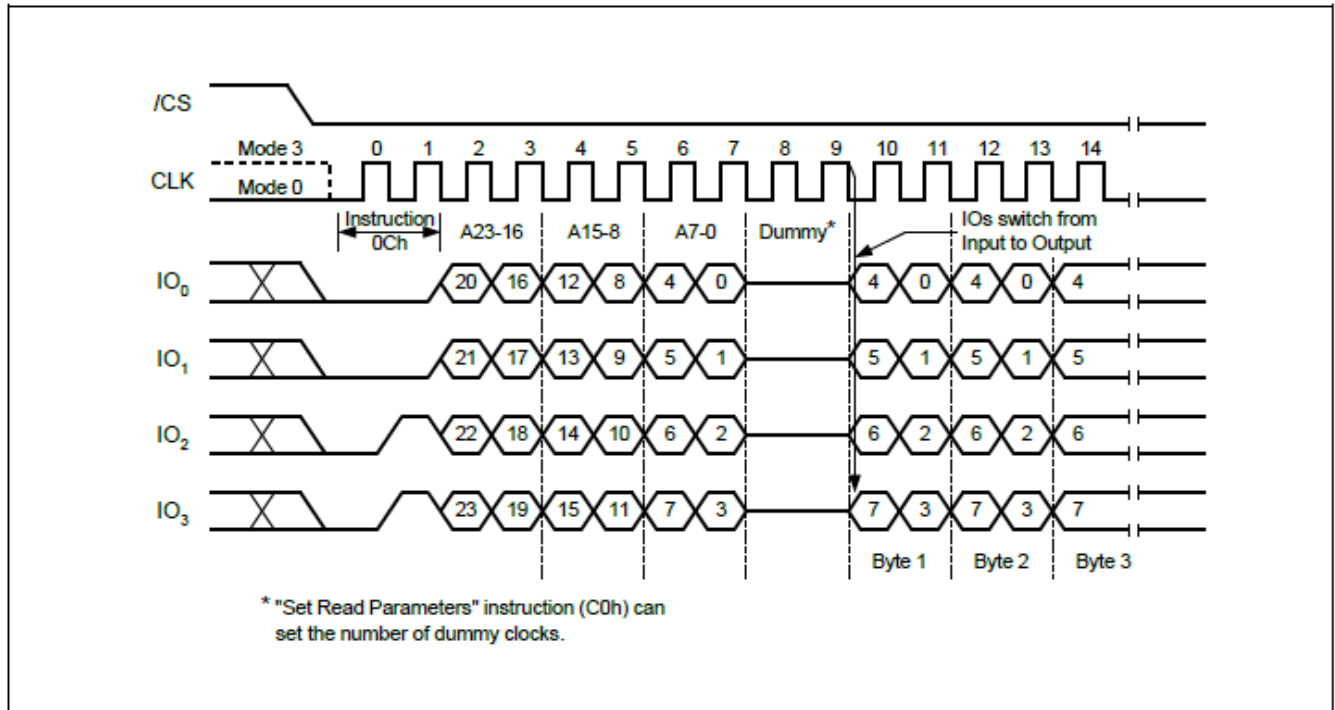 /CS
Mode 3 0 1 2 3 4 5 6 7 8 9 10 11 12 13 14
CLK
Mode 0
Instruction
0Ch
A23-16 A15-8 A7-0 Dummy*
IOs switch from
Input to Output
IO0 20 16 12 8 4 0 4 0 4 0 4
IO1 21 17 13 9 5 1 5 1 5 1 5
IO2 22 18 14 10 6 2 6 2 6 2 6
IO3 23 19 15 11 7 3 7 3 7 3 7
Byte 1 Byte 2 Byte 3
* "Set Read Parameters" instruction (C0h) can
set the number of dummy clocks.